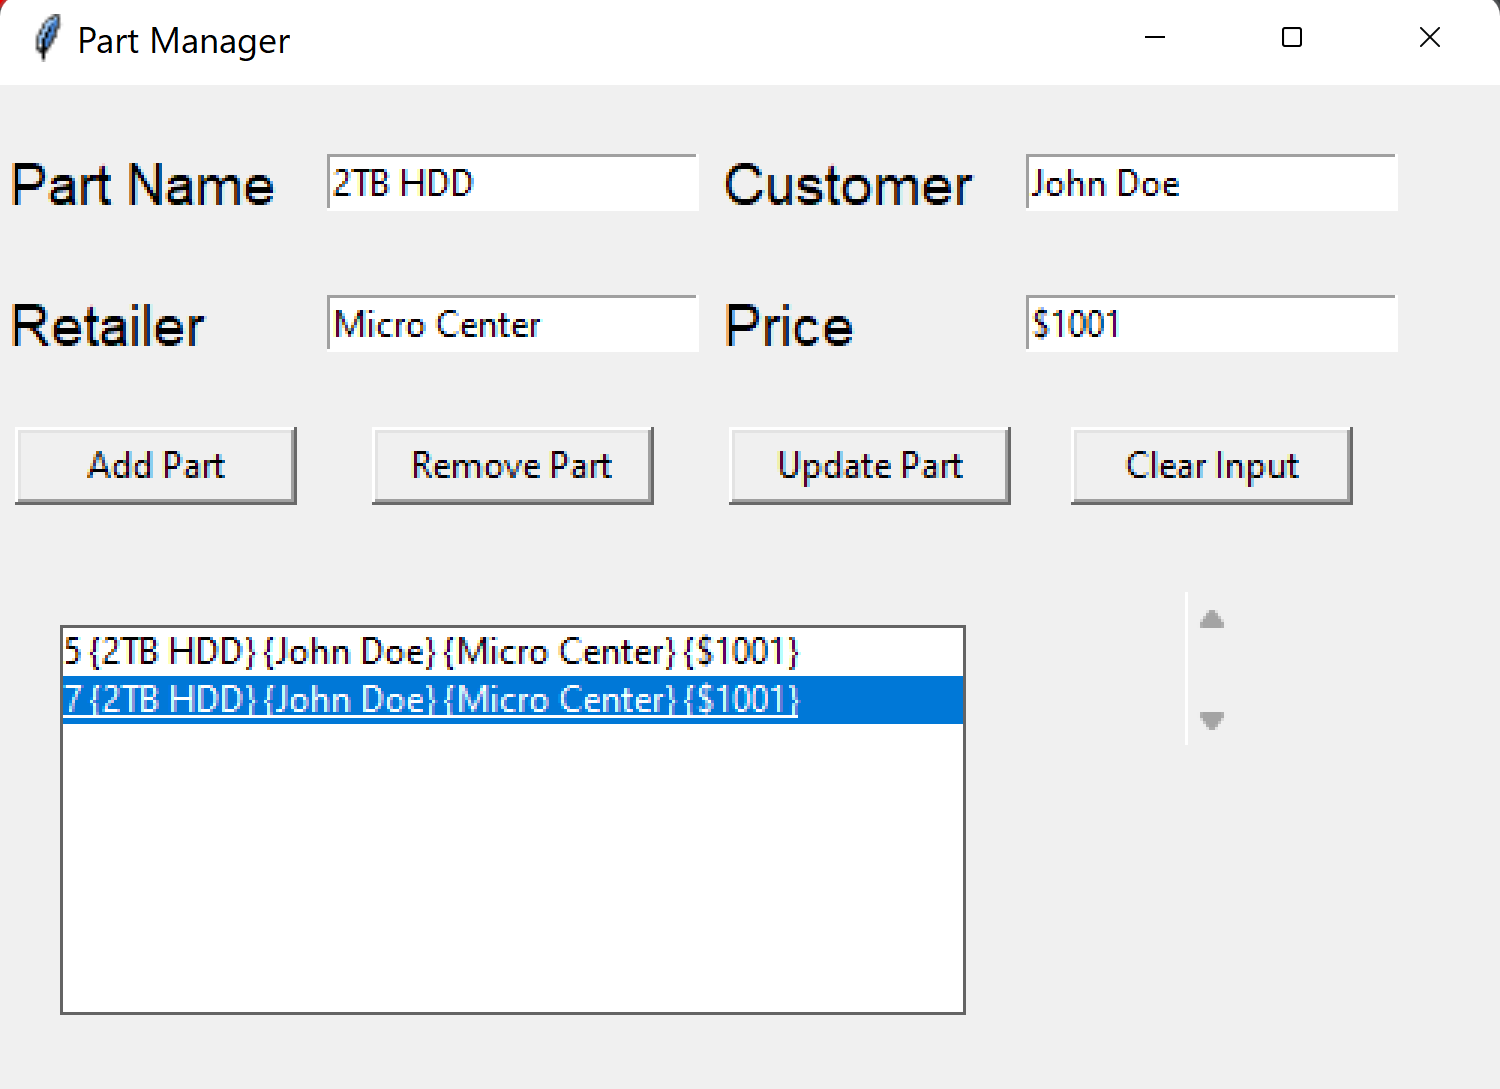 Part Manager
Part Name 2TB HDD Customer John Doe
Retailer Micro Center Price $1001
Add Part Remove Part Update Part Clear Input
5 {2TB HDD} {John Doe} {Micro Center} {$1001}
7 {2TB HDD} {John Doe} {Micro Center} {$1001}